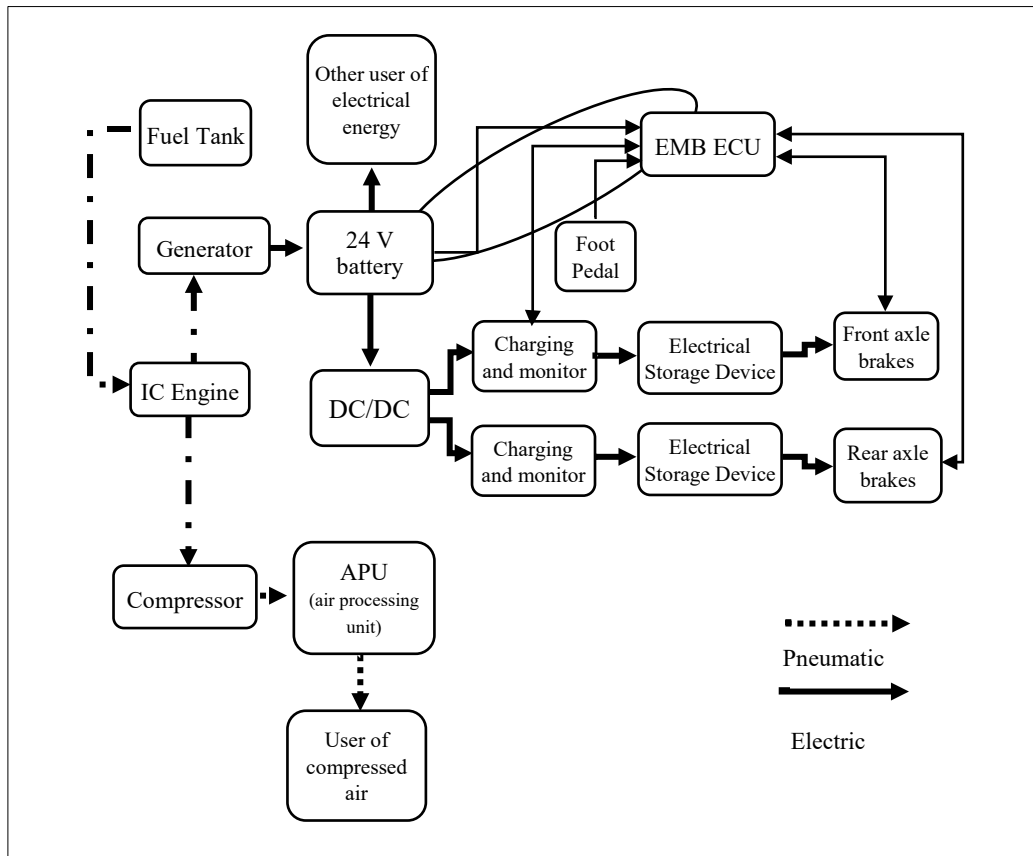 Other user of
electrical
energy
Fuel Tank
EMB ECU
Generator
24 V
battery
Foot
Pedal
Charging
and monitor
Electrical
Storage Device
Front axle
brakes
IC Engine
DC/DC
Charging
and monitor
Electrical
Storage Device
Rear axle
brakes
Compressor
APU
(air processing
unit)
Pneumatic
User of
compressed
air
Electric